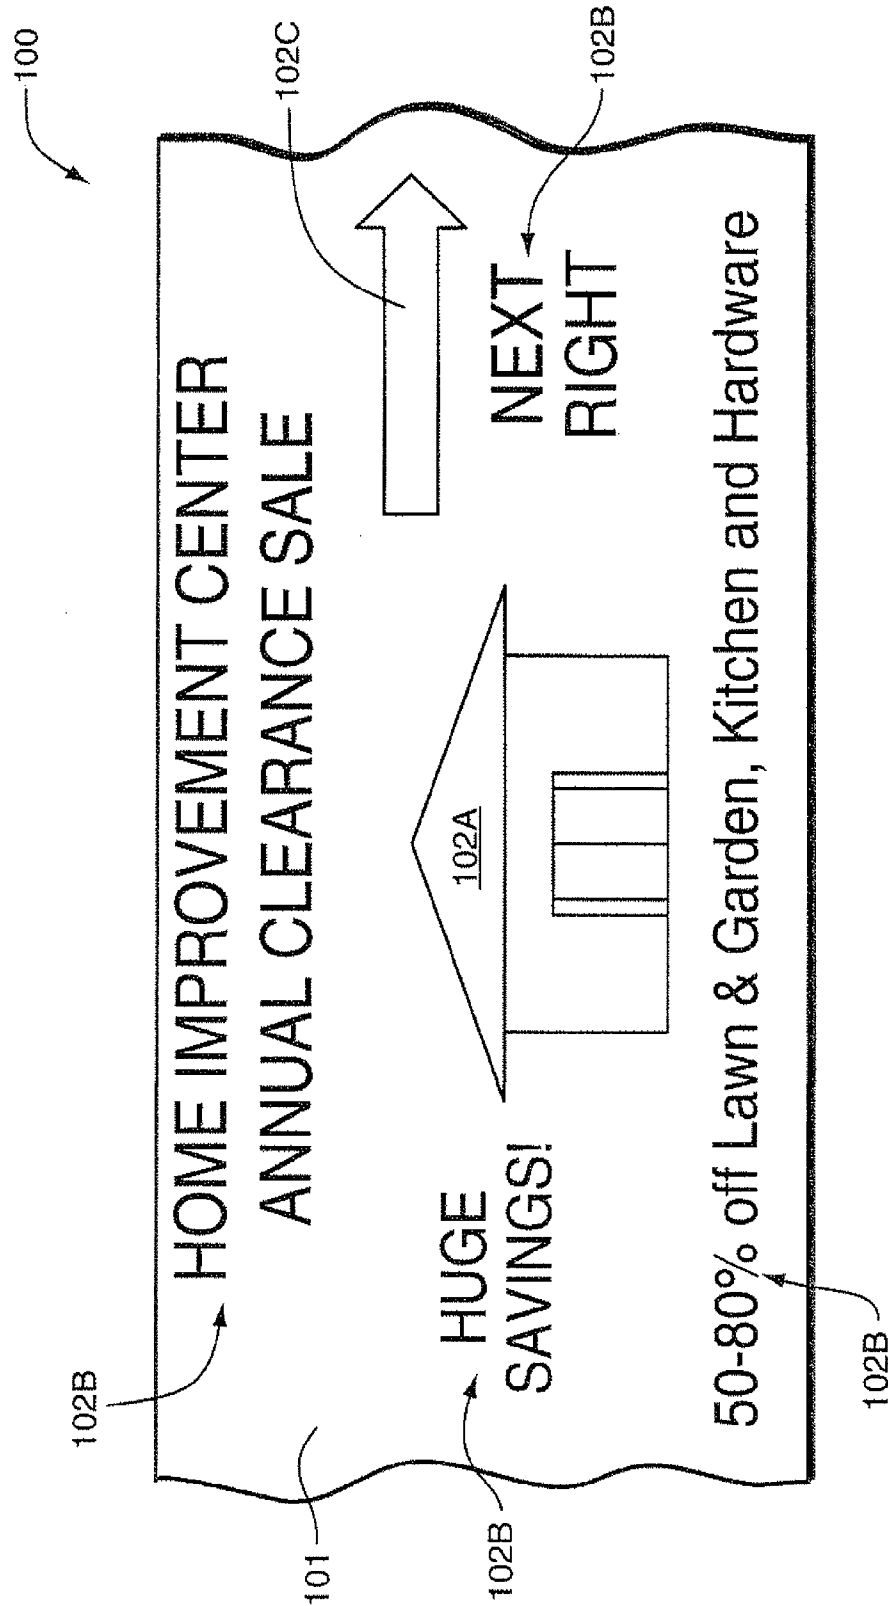 100
102B
102C
HOME IMPROVEMENT CENTER
ANNUAL CLEARANCE SALE
101
HUGE
SAVINGS!
102A
NEXT
RIGHT
102B
102B
50-80% off Lawn & Garden, Kitchen and Hardware
102B